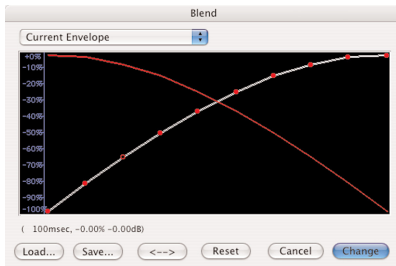 Blend
Current Envelope
+0%
-10%
-20%
-30%
-40%
-50%
-60%
-70%
-80%
-90%
-100%
( 100msec, -0.00% -0.00dB)
Load... Save... <--> Reset Cancel Change